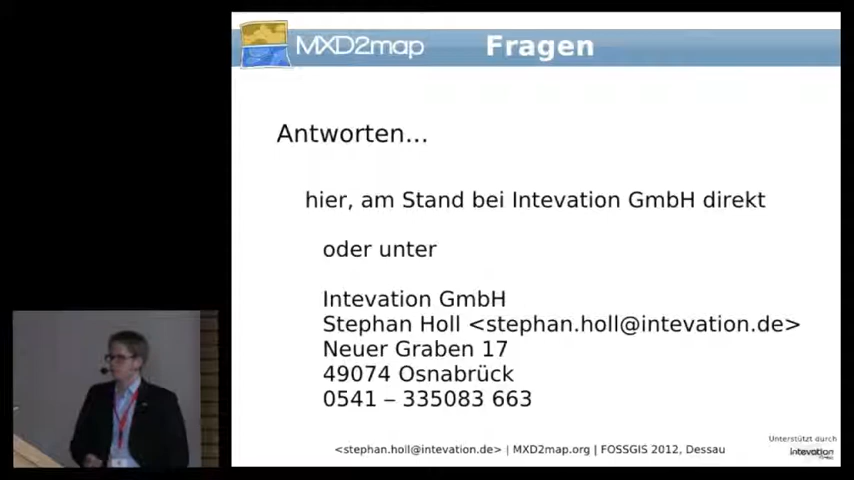 MXD2map
Fragen
Antworten...
hier, am Stand bei Intevation GmbH direkt
oder unter
Intevation GmbH
Stephan Holl <stephan.holl@intevation.de>
Neuer Graben 17
49074 Osnabrück
0541 – 335083 663
<stephan.holl@intevation.de> | MXD2map.org | FOSSGIS 2012, Dessau
Unterstützt durch
Intevation